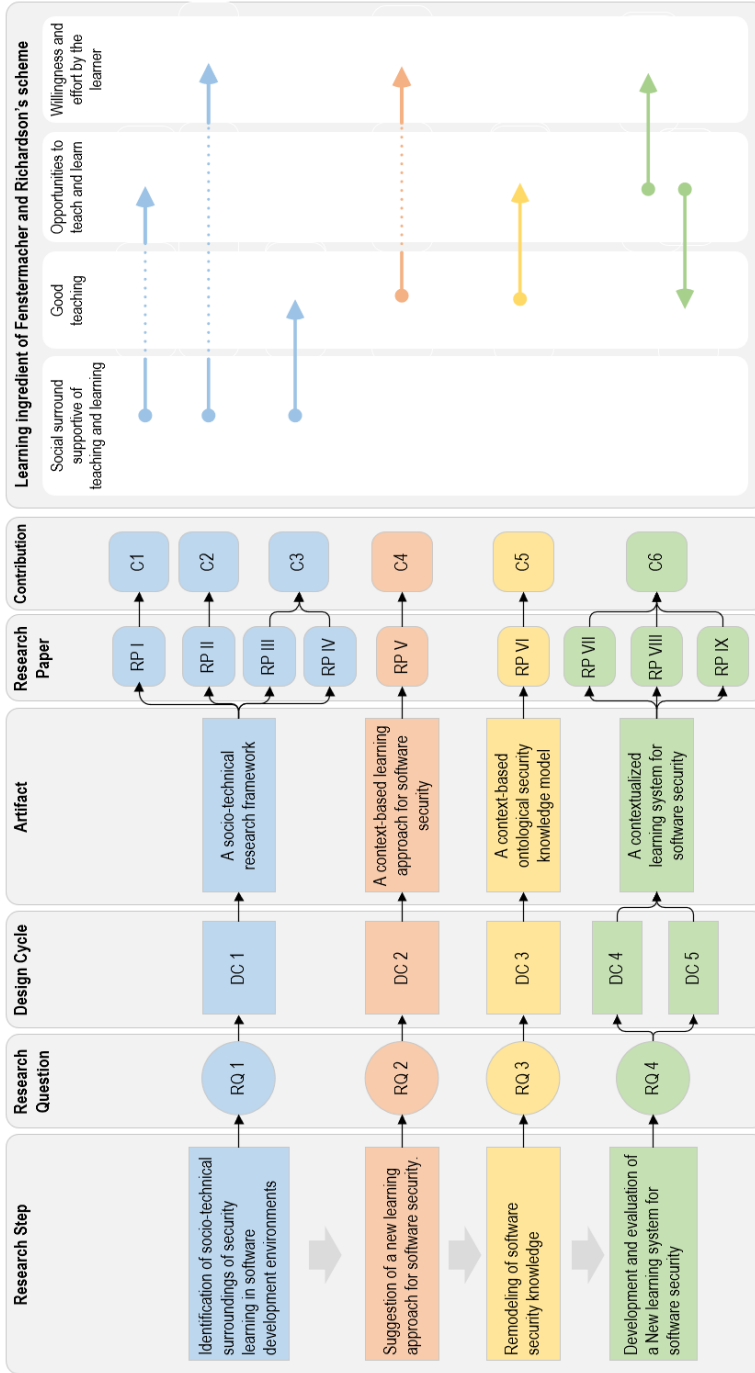 Research Step
Research
Question
Design Cycle
Artifact
Research
Paper
Contribution
Learning ingredient of Fenstermacher and Richardson's scheme
Social surround
supportive of
teaching and learning
Good
teaching
Opportunities to
teach and learn
Willingness and
effort by the
learner
Identification of socio-technical
surroundings of security
learning in software
development environments
RQ 1
DC 1
A socio-technical
research framework
RP I
C1
RP II
C2
RP III
RP IV
C3
Suggestion of a new learning
approach for software security.
RQ 2
DC 2
A context-based learning
approach for software
security
RP V
C4
Remodeling of software
security knowledge
RQ 3
DC 3
A context-based
ontological security
knowledge model
RP VI
C5
Development and evaluation of
a New learning system for
software security
RQ 4
DC 4
DC 5
A contextualized
learning system for
software security
RP VII
RP VIII
RP IX
C6